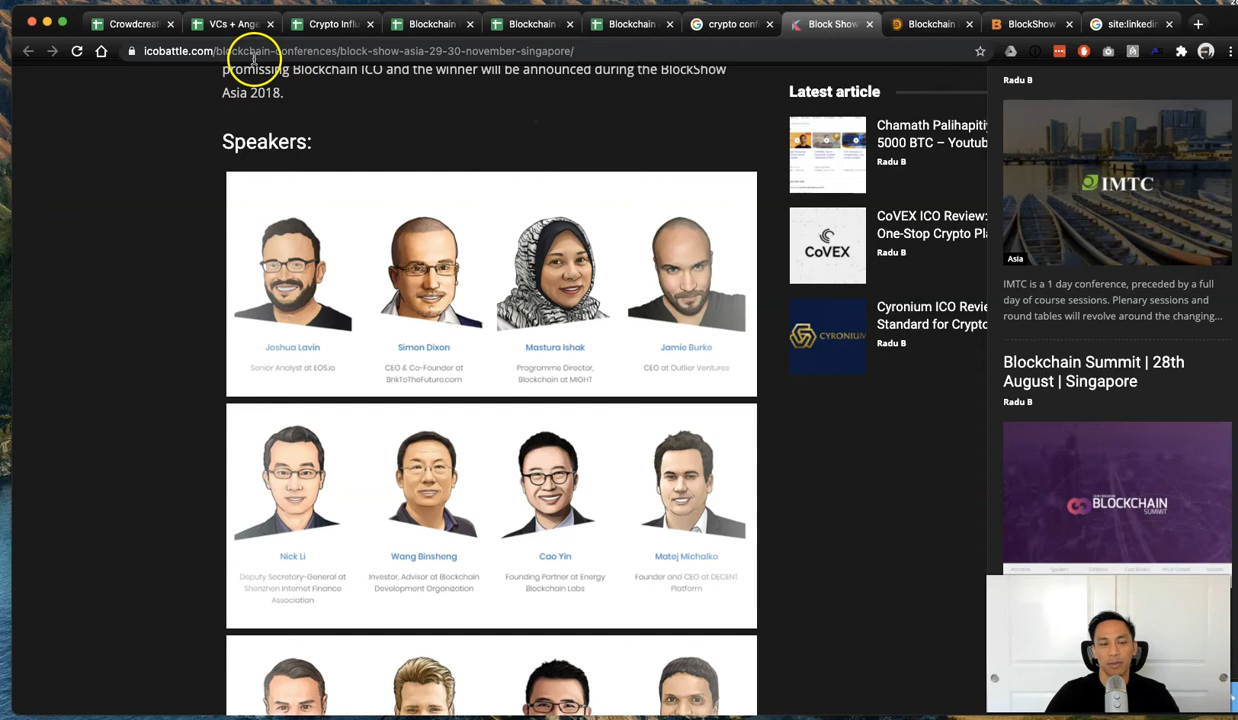 Crowdcrea
VCs + Ange
Crypto Influ
Blockchain
Blockchain
Blockchain
crypto conf
Block Show
Blockchain
BlockShow
site:linkedin
icobattle.com/blockchain-conferences/block-show-asia-29-30-november-singapore/
promissing Blockchain ICO and the winner will be announced during the BlockShow
Asia 2018.
Speakers:
Joshua Lavin
Senior Analyst at EOS.io
Simon Dixon
CEO & Co-Founder at
BnkToTheFuture.com
Mastura Ishak
Programme Director,
Blockchain at MIGHT
Jamie Burke
CEO at Outlier Ventures
Nick Li
Deputy Secretary-General at
Shenzhen Internet Finance
Association
Wang Binsheng
Investor, Advisor at Blockchain
Development Organization
Cao Yin
Founding Partner at Energy
Blockchain Labs
Matej Michalko
Founder and CEO at DECENT
Platform
Latest article
Chamath Palihapiti
5000 BTC – Youtub
Radu B
CoVEX
CoVEX ICO Review:
One-Stop Crypto Pla
Radu B
CYRONIUM
Cyronium ICO Revie
Standard for Crypto
Radu B
Radu B
IMTC
Asia
IMTC is a 1 day conference, preceded by a full
day of course sessions. Plenary sessions and
round tables will revolve around the changing...
Blockchain Summit | 28th
August | Singapore
Radu B
BLOCKCHAIN
SUMMIT